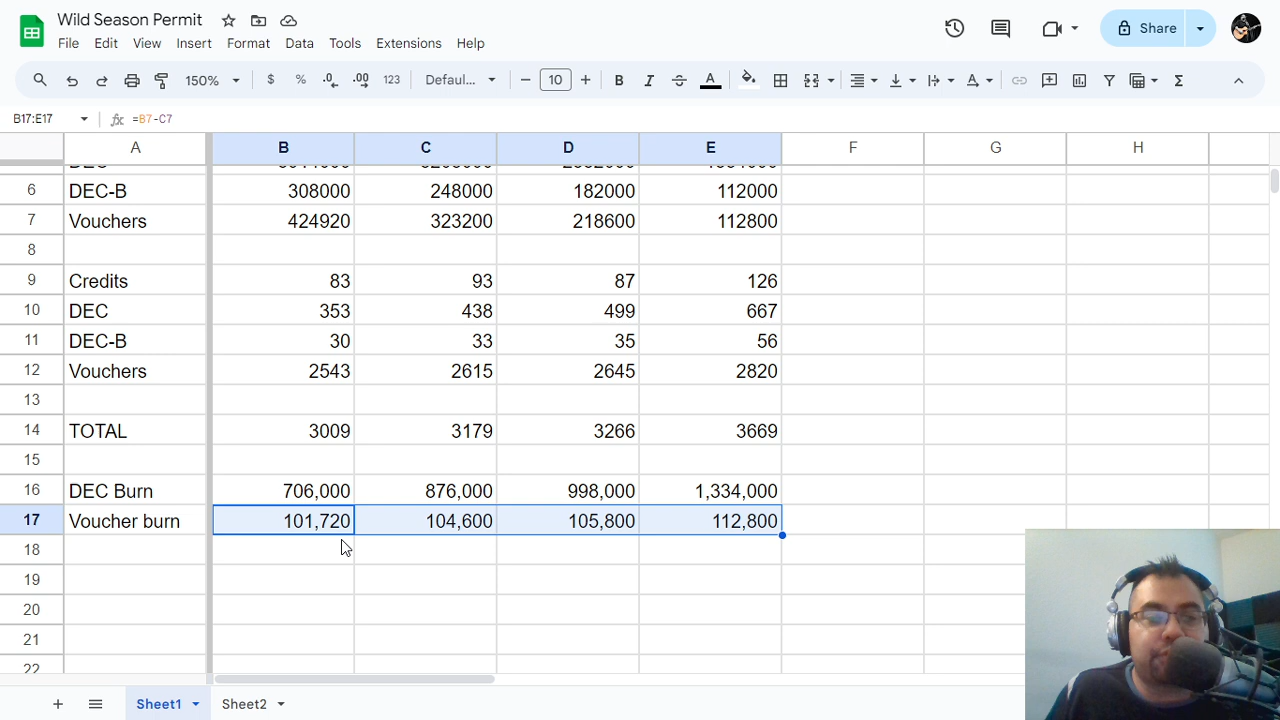 Wild Season Permit
File Edit View Insert Format Data Tools Extensions Help
Share
150% $ % .0 .00 123 Defaul... − 10 + B I A Σ
B17:E17 fx =B7-C7
A B C D E F G H
6 DEC-B 308000 248000 182000 112000
7 Vouchers 424920 323200 218600 112800
8
9 Credits 83 93 87 126
10 DEC 353 438 499 667
11 DEC-B 30 33 35 56
12 Vouchers 2543 2615 2645 2820
13
14 TOTAL 3009 3179 3266 3669
15
16 DEC Burn 706,000 876,000 998,000 1,334,000
17 Voucher burn 101,720 104,600 105,800 112,800
18
19
20
21
22
+ Sheet1 Sheet2